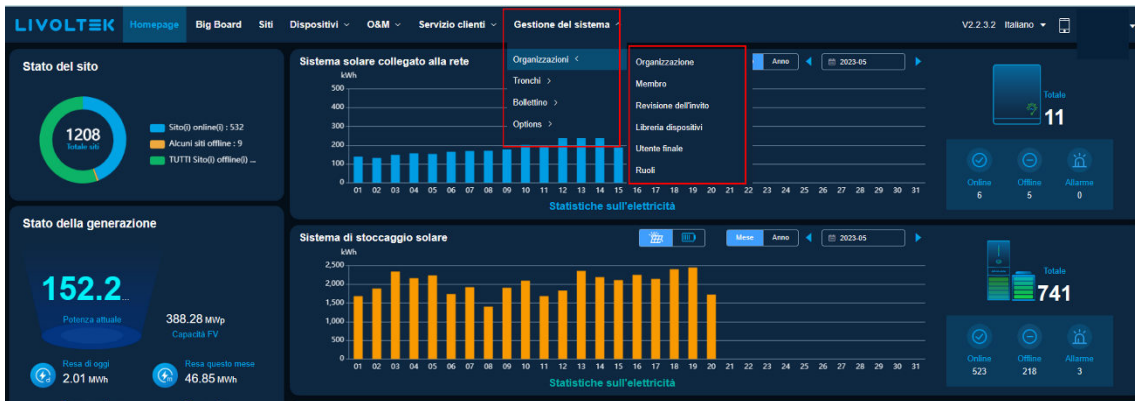 LIVOLTEK Homepage Big Board Siti Dispositivi O&M Servizio clienti Gestione del sistema V2.2.3.2 Italiano
Stato del sito
1208
Totale siti
Sito(i) online(i) : 532
Alcuni siti offline : 9
TUTTI Sito(i) offline(i) ...
Sistema solare collegato alla rete
Anno 2023-05
kWh
500
400
300
200
100
0
01 02 03 04 05 06 07 08 09 10 11 12 13 14 15 16 17 18 19 20 21 22 23 24 25 26 27 28 29 30 31
Statistiche sull'elettricità
Organizzazioni <
Tronchi >
Bollettino >
Options >
Organizzazione
Membro
Revisione dell'invito
Libreria dispositivi
Utente finale
Ruoli
Totale
11
Online
6
Offline
5
Allarme
0
Stato della generazione
152.2...
Potenza attuale
388.28 MWp
Capacità FV
Resa di oggi
2.01 MWh
Resa questo mese
46.85 MWh
Sistema di stoccaggio solare
Mese Anno 2023-05
kWh
2,500
2,000
1,500
1,000
500
0
01 02 03 04 05 06 07 08 09 10 11 12 13 14 15 16 17 18 19 20 21 22 23 24 25 26 27 28 29 30 31
Statistiche sull'elettricità
Totale
741
Online
523
Offline
218
Allarme
3